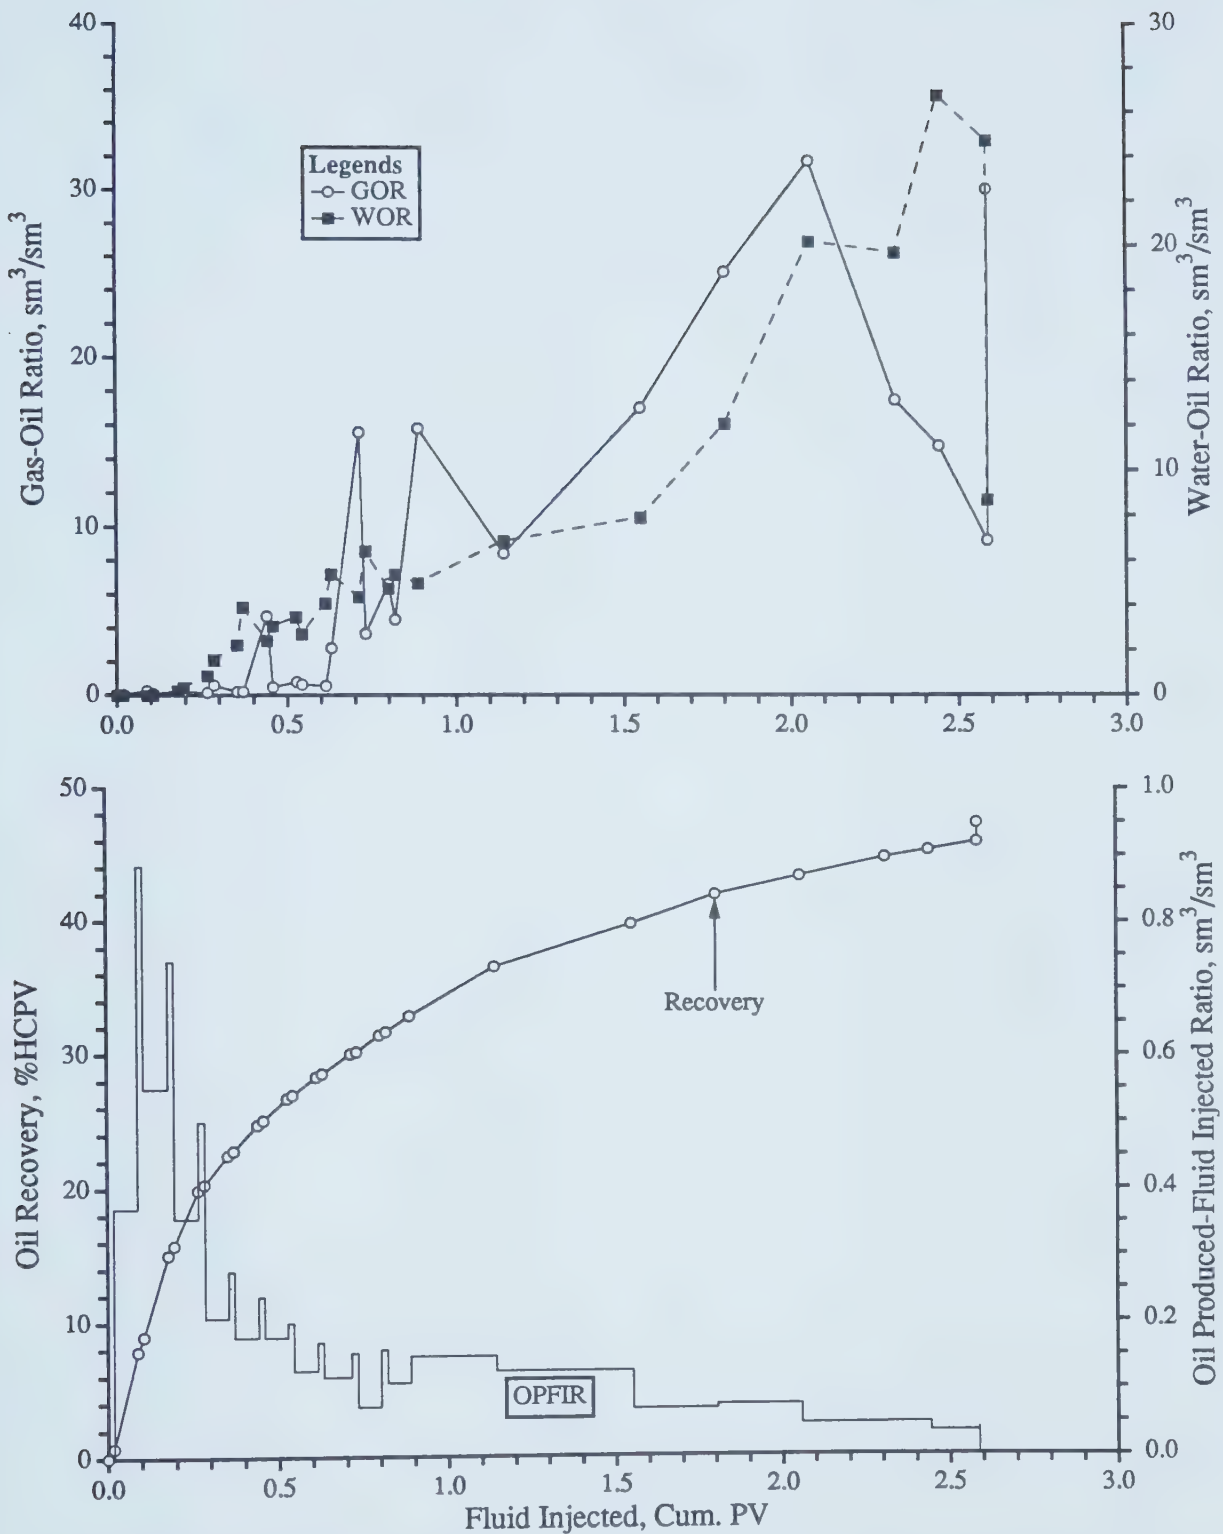 40
30
20
10
0
Gas-Oil Ratio, sm³/sm³
Legends
GOR
WOR
30
20
10
0
Water-Oil Ratio, sm³/sm³
0.0 0.5 1.0 1.5 2.0 2.5 3.0
50
40
30
20
10
0
Oil Recovery, %HCPV
Recovery
OPFIR
1.0
0.8
0.6
0.4
0.2
0.0
Oil Produced-Fluid Injected Ratio, sm³/sm³
0.0 0.5 1.0 1.5 2.0 2.5 3.0
Fluid Injected, Cum. PV